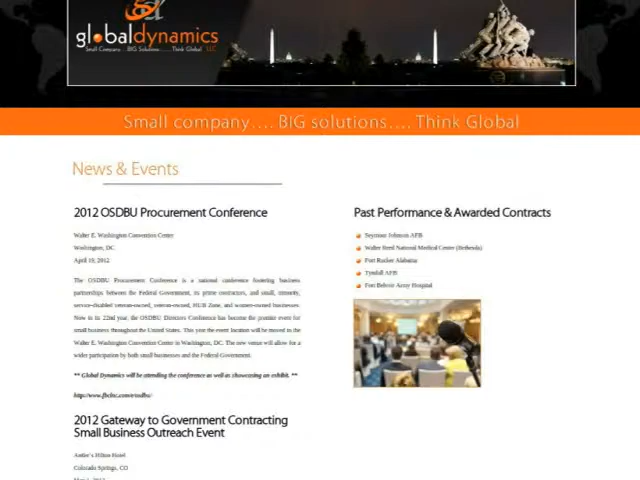 globaldynamics
Small Company....BIG Solutions........Think Global LLC
Small company.... BIG solutions.... Think Global
News & Events
2012 OSDBU Procurement Conference
Walter E. Washington Convention Center
Washington, DC
April 19, 2012
The OSDBU Procurement Conference is a national conference fostering business
partnerships between the Federal Government, its prime contractors, and small, minority,
service-disabled veteran-owned, veteran-owned, HUB Zone, and women-owned businesses.
Now in its 22nd year, the OSDBU Directors Conference has become the premier event for
small business throughout the United States. This year the event location will be moved to the
Walter E. Washington Convention Center in Washington, DC. The new venue will allow for a
wider participation by both small businesses and the Federal Government.
** Global Dynamics will be attending the conference as well as showcasing an exhibit. **
2012 Gateway to Government Contracting
Small Business Outreach Event
Antler's Hilton Hotel
Colorado Springs, CO
Past Performance & Awarded Contracts
Seymour Johnson AFB
Walter Reed National Medical Center (Bethesda)
Fort Rucker Alabama
Tyndall AFB
Fort Belvoir Army Hospital